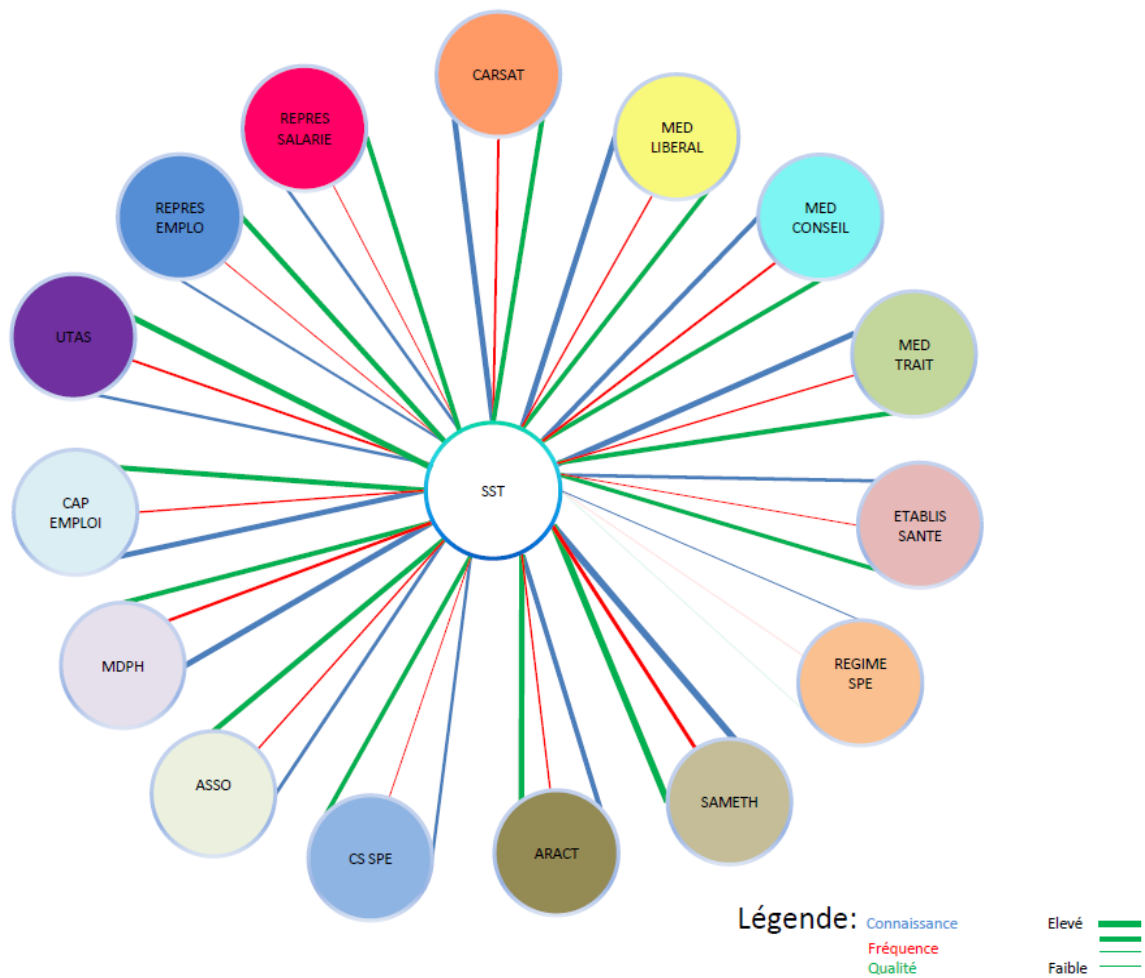 CARSAT
REPRES
SALARIE
MED
LIBERAL
REPRES
EMPLO
MED
CONSEIL
UTAS
MED
TRAIT
SST
CAP
EMPLOI
ETABLIS
SANTE
MDPH
REGIME
SPE
ASSO
SAMETH
CS SPE
ARACT
Légende: Connaissance Elevé
Fréquence
Qualité Faible